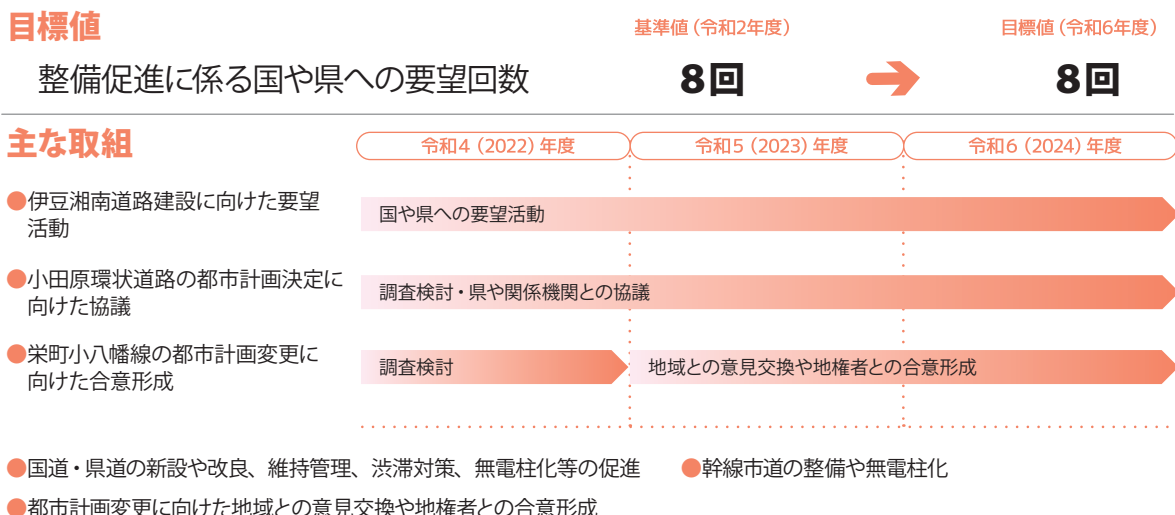 目標値 基準値(令和2年度) 目標値(令和6年度)
整備促進に係る国や県への要望回数 8回 8回
主な取組 令和4(2022)年度 令和5(2023)年度 令和6(2024)年度
●伊豆湘南道路建設に向けた要望
活動
国や県への要望活動
●小田原環状道路の都市計画決定に
向けた協議
調査検討・県や関係機関との協議
●栄町小八幡線の都市計画変更に
向けた合意形成
調査検討 地域との意見交換や地権者との合意形成
●国道・県道の新設や改良、維持管理、渋滞対策、無電柱化等の促進 ●幹線市道の整備や無電柱化
●都市計画変更に向けた地域との意見交換や地権者との合意形成